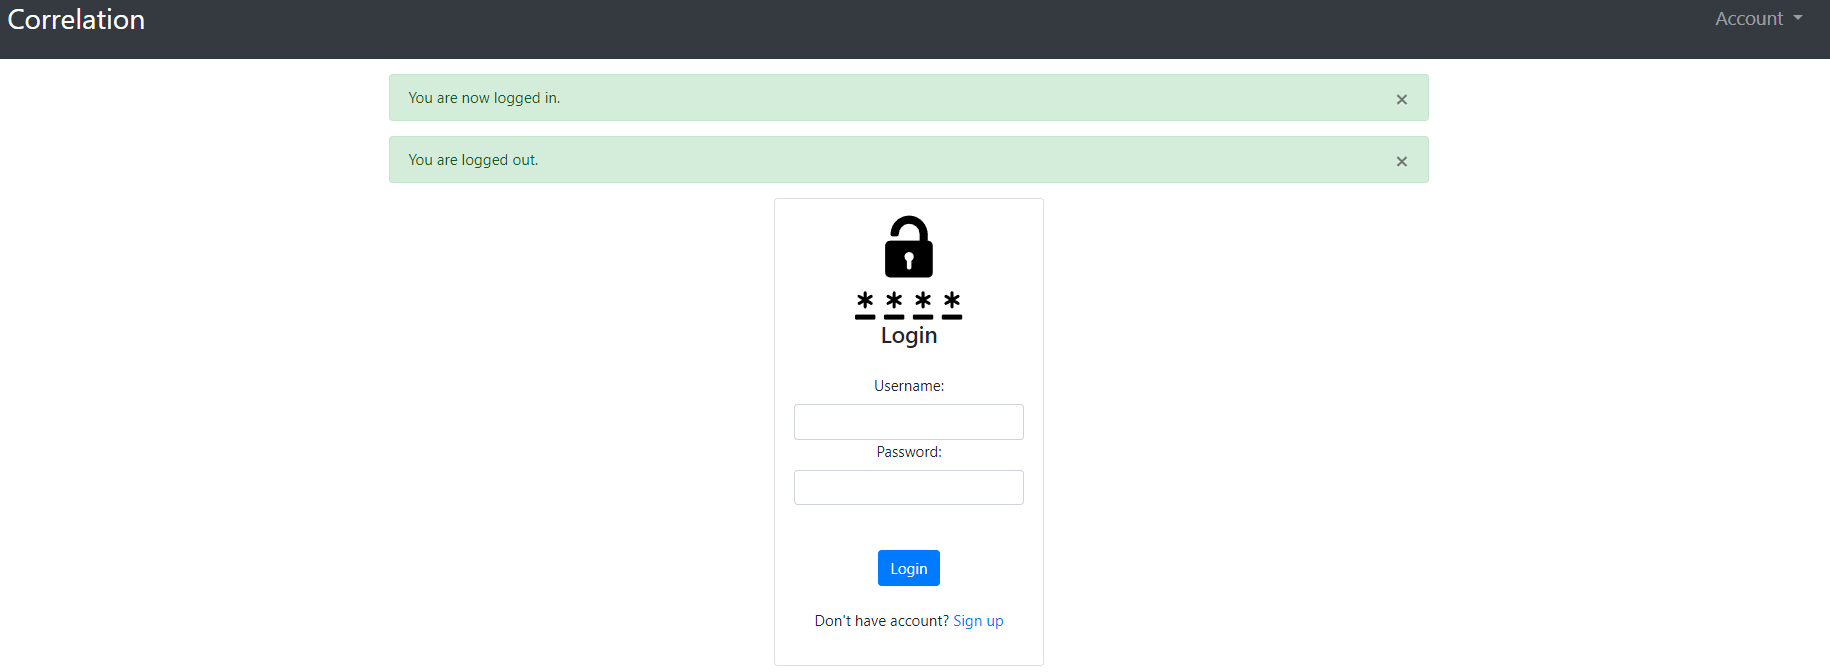 Correlation
Account
You are now logged in. ×
You are logged out. ×
* * * *
Login
Username:
Password:
Login
Don't have account? Sign up